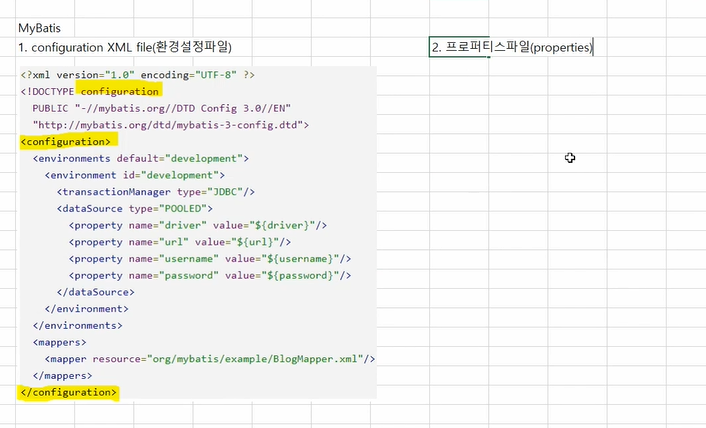 MyBatis
1. configuration XML file(환경설정파일)
2. 프로퍼티스파일(properties)
<?xml version="1.0" encoding="UTF-8" ?>
<!DOCTYPE configuration
PUBLIC "-//mybatis.org//DTD Config 3.0//EN"
"http://mybatis.org/dtd/mybatis-3-config.dtd">
<configuration>
<environments default="development">
<environment id="development">
<transactionManager type="JDBC"/>
<dataSource type="POOLED">
<property name="driver" value="${driver}"/>
<property name="url" value="${url}"/>
<property name="username" value="${username}"/>
<property name="password" value="${password}"/>
</dataSource>
</environment>
</environments>
<mappers>
<mapper resource="org/mybatis/example/BlogMapper.xml"/>
</mappers>
</configuration>